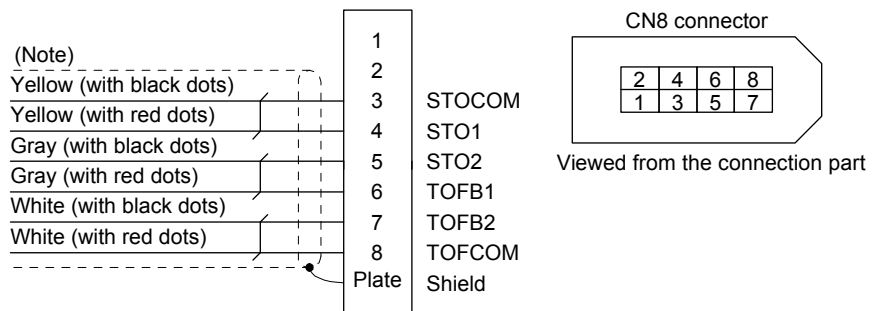 (Note)
Yellow (with black dots)
Yellow (with red dots)
Gray (with black dots)
Gray (with red dots)
White (with black dots)
White (with red dots)
1
2
3 STOCOM
4 STO1
5 STO2
6 TOFB1
7 TOFB2
8 TOFCOM
Plate Shield
CN8 connector
2 4 6 8
1 3 5 7
Viewed from the connection part